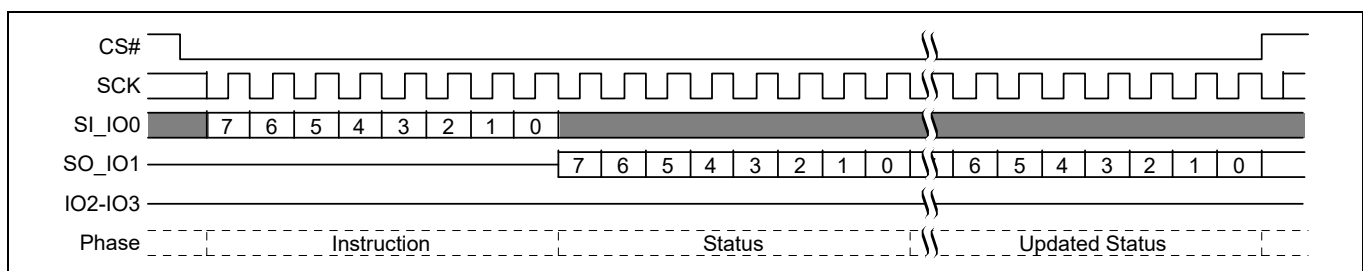 CS#
SCK
SI_IO0 7 6 5 4 3 2 1 0
SO_IO1 7 6 5 4 3 2 1 0 6 5 4 3 2 1 0
IO2-IO3
Phase Instruction Status Updated Status